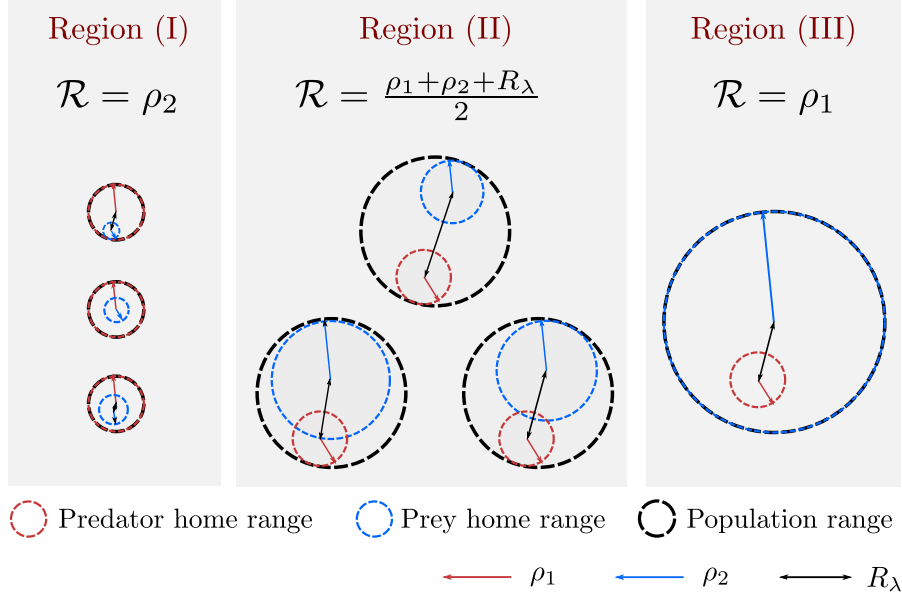 Region (I)
Region (II)
Region (III)
ℛ = ρ₂
ℛ = (ρ₁+ρ₂+R_λ)/2
ℛ = ρ₁
Predator home range
Prey home range
Population range
ρ₁
ρ₂
R_λ